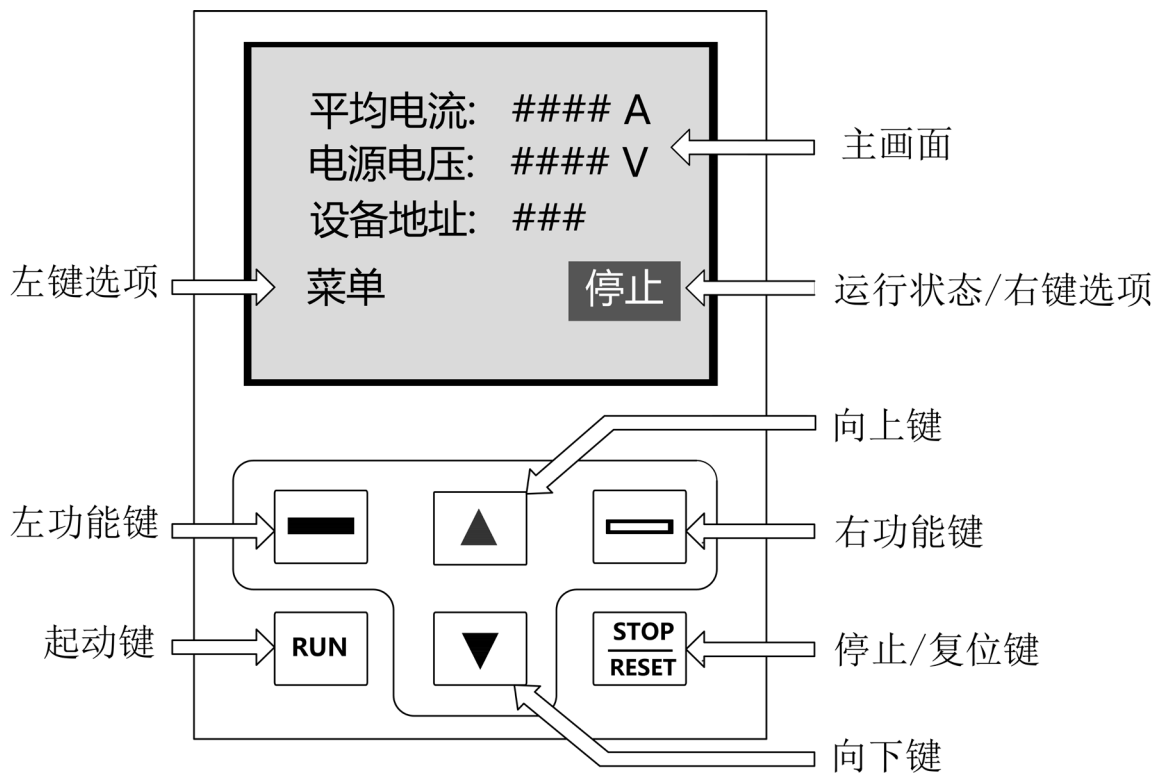 平均电流: #### A
主画面
电源电压: #### V
设备地址: ###
左键选项
菜单
停止
运行状态/右键选项
向上键
左功能键
右功能键
起动键
RUN
STOP
RESET
停止/复位键
向下键